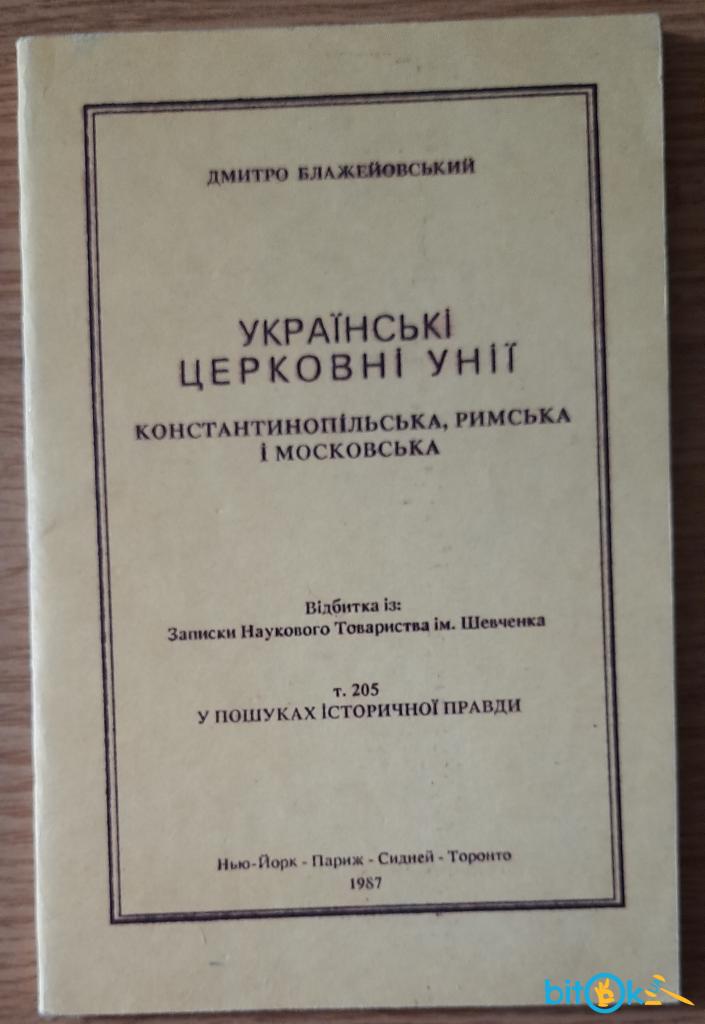 ДМИТРО БЛАЖЕЙОВСЬКИЙ
УКРАЇНСЬКІ
ЦЕРКОВНІ УНІЇ
КОНСТАНТИНОПІЛЬСЬКА, РИМСЬКА
І МОСКОВСЬКА
Відбитка із:
Записки Наукового Товариства ім. Шевченка
т. 205
У ПОШУКАХ ІСТОРИЧНОЇ ПРАВДИ
Нью-Йорк - Париж - Сидней - Торонто
1987
bitok